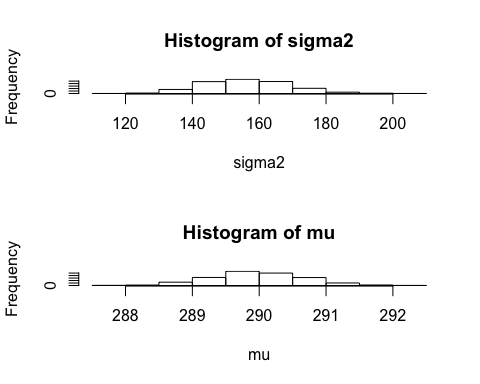 Histogram of sigma2
Frequency
0
120 140 160 180 200
sigma2
Histogram of mu
Frequency
0
288 289 290 291 292
mu